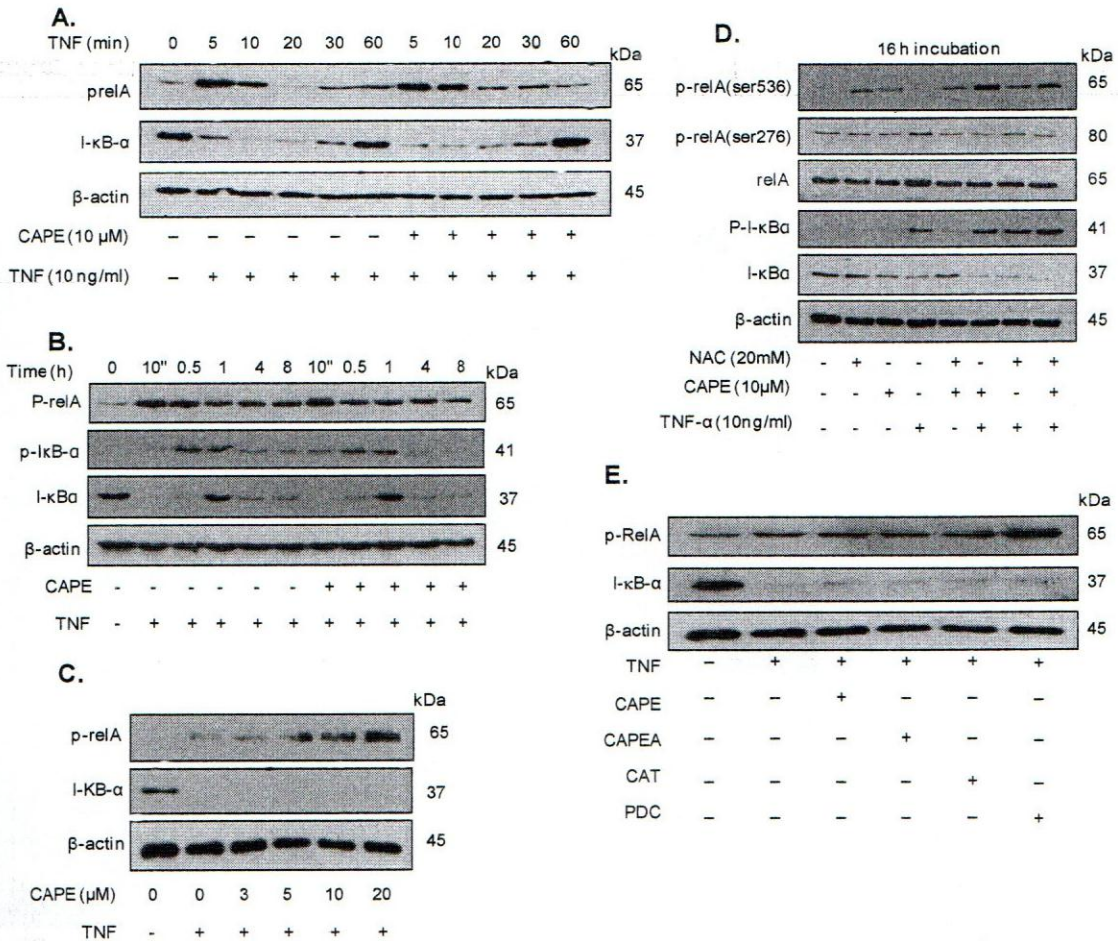 A.
TNF (min) 0 5 10 20 30 60 5 10 20 30 60
kDa
prelA 65
I-κB-α 37
β-actin 45
CAPE (10 µM) – – – – – – + + + + +
TNF (10 ng/ml) – + + + + + + + + + +
B.
Time (h) 0 10" 0.5 1 4 8 10" 0.5 1 4 8 kDa
P-relA 65
p-IκB-α 41
I-κBα 37
β-actin 45
CAPE - - - - - - + + + + +
TNF - + + + + + + + + + +
C.
kDa
p-relA 65
I-KB-α 37
β-actin 45
CAPE (µM) 0 0 3 5 10 20
TNF - + + + + +
D.
16 h incubation
kDa
p-relA(ser536) 65
p-relA(ser276) 80
relA 65
P-I-κBα 41
I-κBα 37
β-actin 45
NAC (20mM) - + - - + - + +
CAPE (10µM) - - + - + + - +
TNF-α (10ng/ml) - - - + - + + +
E.
kDa
p-RelA 65
I-κB-α 37
β-actin 45
TNF – + + + + +
CAPE – – + – – –
CAPEA – – – + – –
CAT – – – – + –
PDC – – – – – +